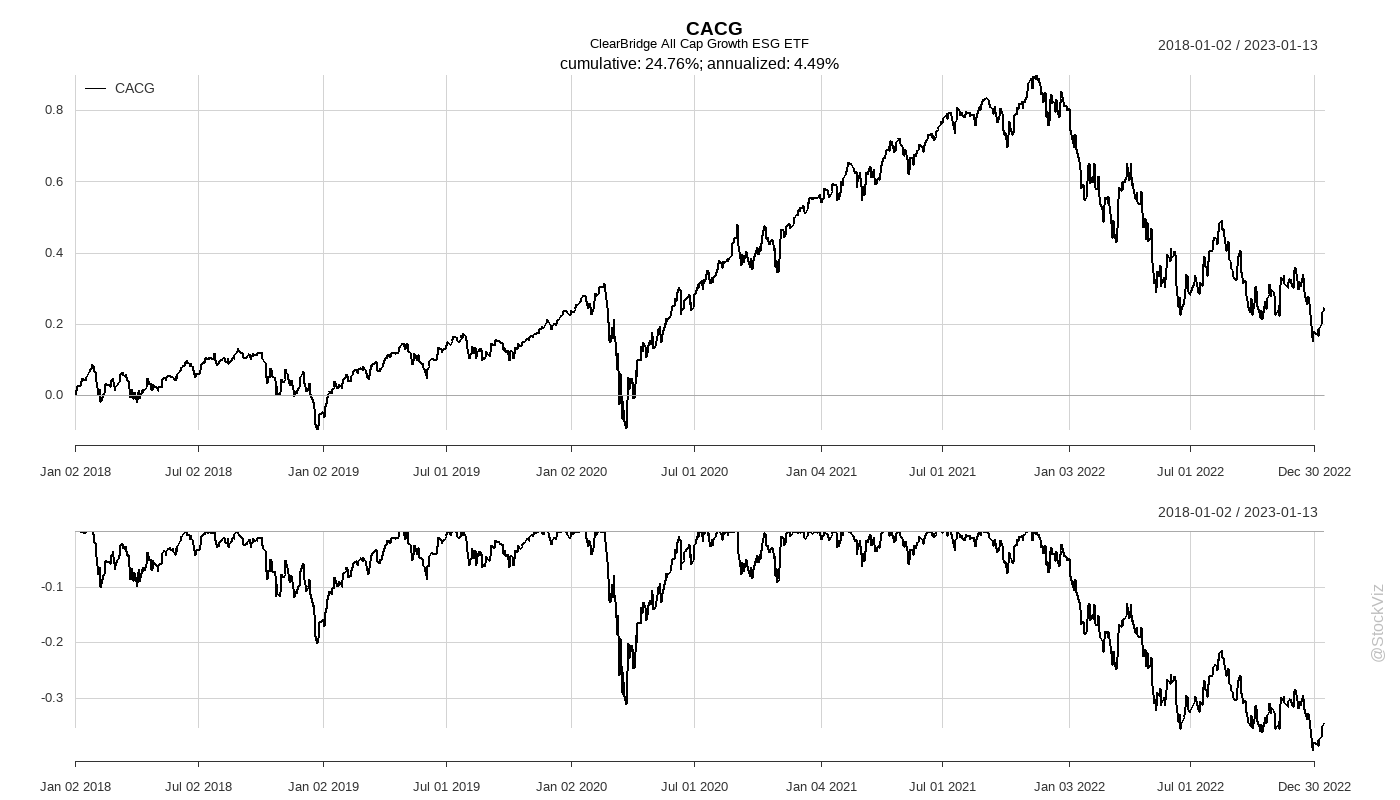 CACG
ClearBridge All Cap Growth ESG ETF
cumulative: 24.76%; annualized: 4.49%
2018-01-02 / 2023-01-13
CACG
0.8
0.6
0.4
0.2
0.0
Jan 02 2018 Jul 02 2018 Jan 02 2019 Jul 01 2019 Jan 02 2020 Jul 01 2020 Jan 04 2021 Jul 01 2021 Jan 03 2022 Jul 01 2022 Dec 30 2022
2018-01-02 / 2023-01-13
-0.1
-0.2
-0.3
Jan 02 2018 Jul 02 2018 Jan 02 2019 Jul 01 2019 Jan 02 2020 Jul 01 2020 Jan 04 2021 Jul 01 2021 Jan 03 2022 Jul 01 2022 Dec 30 2022
@StockViz